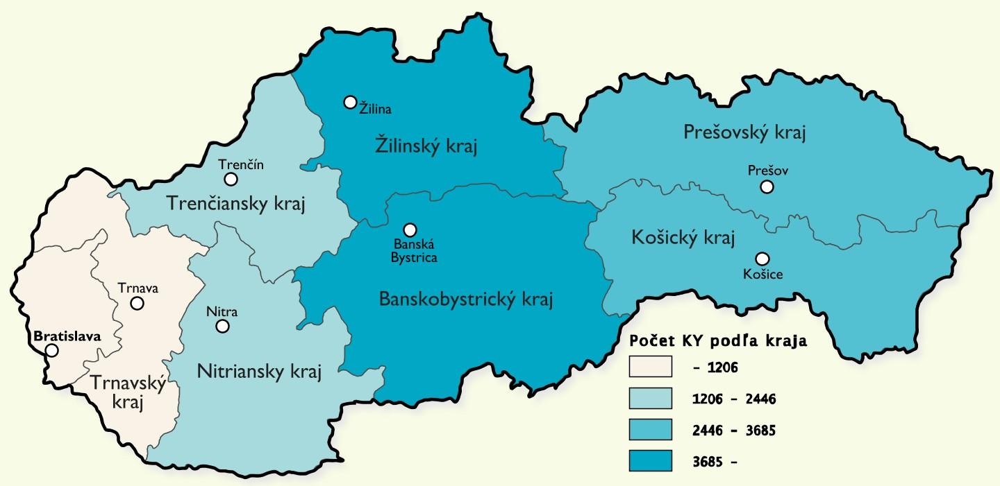 Žilina
Žilinský kraj
Prešovský kraj
Prešov
Trenčín
Trenčiansky kraj
Košický kraj
Košice
Banská
Bystrica
Banskobystrický kraj
Trnava
Nitra
Bratislava
Nitriansky kraj
Trnavský
kraj
Počet KY podľa kraja
– 1206
1206 – 2446
2446 – 3685
3685 –